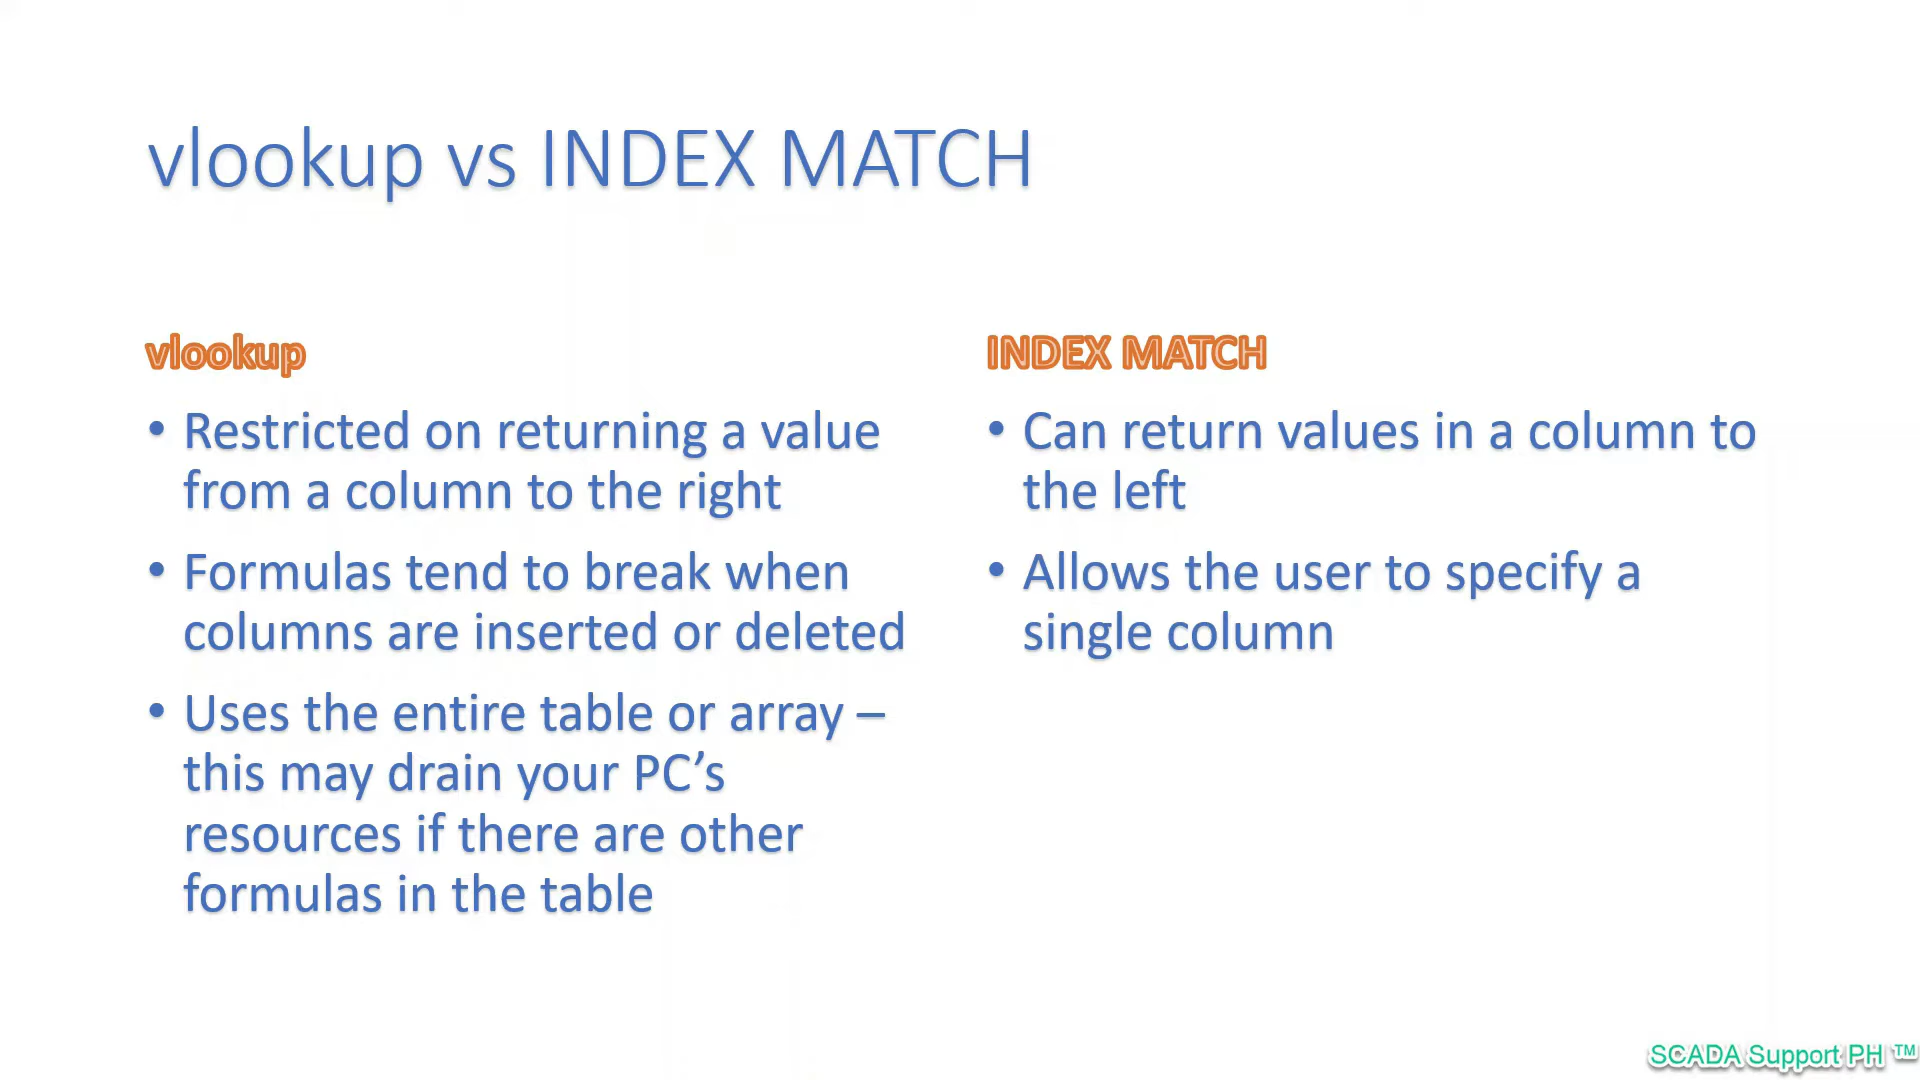 vlookup vs INDEX MATCH
vlookup
• Restricted on returning a value
from a column to the right
• Formulas tend to break when
columns are inserted or deleted
• Uses the entire table or array –
this may drain your PC’s
resources if there are other
formulas in the table
INDEX MATCH
• Can return values in a column to
the left
• Allows the user to specify a
single column
SCADA Support PH ™